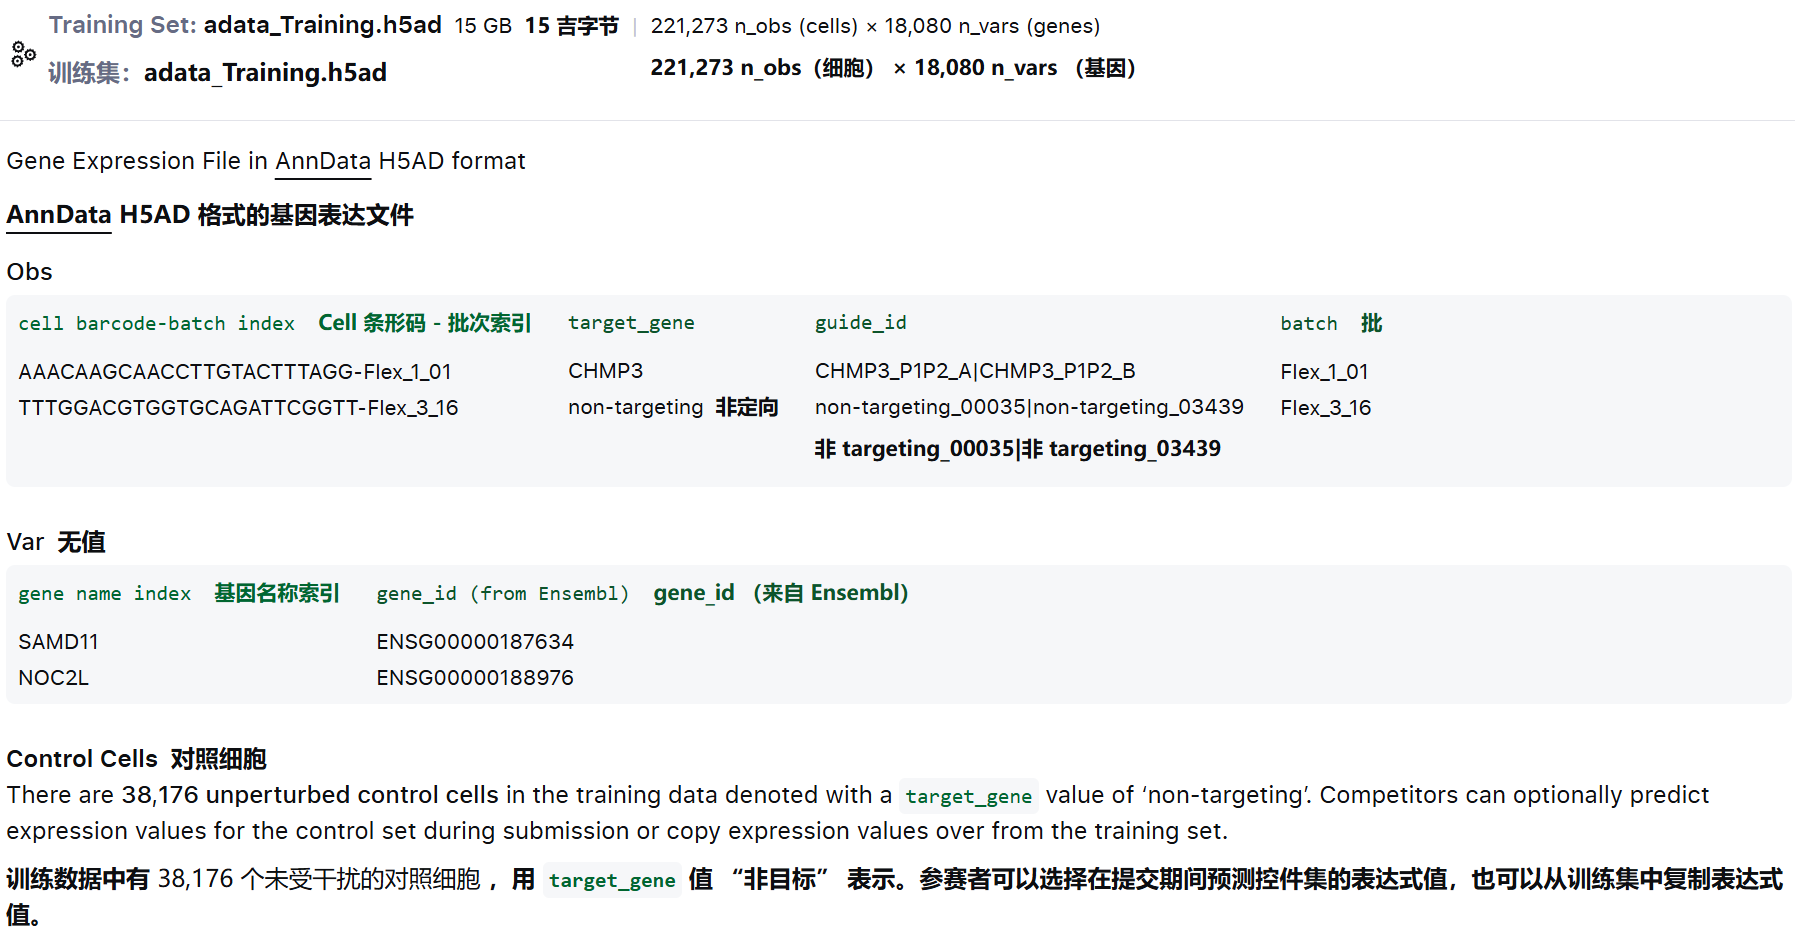 Training Set: adata_Training.h5ad 15 GB 15 吉字节 | 221,273 n_obs (cells) × 18,080 n_vars (genes)
训练集：adata_Training.h5ad 221,273 n_obs（细胞） × 18,080 n_vars （基因）
Gene Expression File in AnnData H5AD format
AnnData H5AD 格式的基因表达文件
Obs
cell barcode-batch index Cell 条形码 - 批次索引 target_gene guide_id batch 批
AAACAAGCAACCTTGTACTTTAGG-Flex_1_01 CHMP3 CHMP3_P1P2_A|CHMP3_P1P2_B Flex_1_01
TTTGGACGTGGTGCAGATTCGGTT-Flex_3_16 non-targeting 非定向 non-targeting_00035|non-targeting_03439 Flex_3_16
非 targeting_00035|非 targeting_03439
Var 无值
gene name index 基因名称索引 gene_id (from Ensembl) gene_id （来自 Ensembl）
SAMD11 ENSG00000187634
NOC2L ENSG00000188976
Control Cells 对照细胞
There are 38,176 unperturbed control cells in the training data denoted with a target_gene value of ‘non-targeting’. Competitors can optionally predict
expression values for the control set during submission or copy expression values over from the training set.
训练数据中有 38,176 个未受干扰的对照细胞 ，用 target_gene 值 “非目标” 表示。参赛者可以选择在提交期间预测控件集的表达式值，也可以从训练集中复制表达式
值。